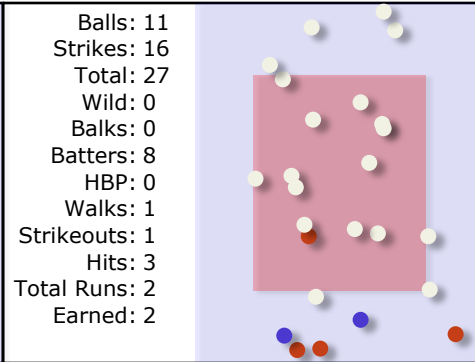 Balls: 11
Strikes: 16
Total: 27
Wild: 0
Balks: 0
Batters: 8
HBP: 0
Walks: 1
Strikeouts: 1
Hits: 3
Total Runs: 2
Earned: 2